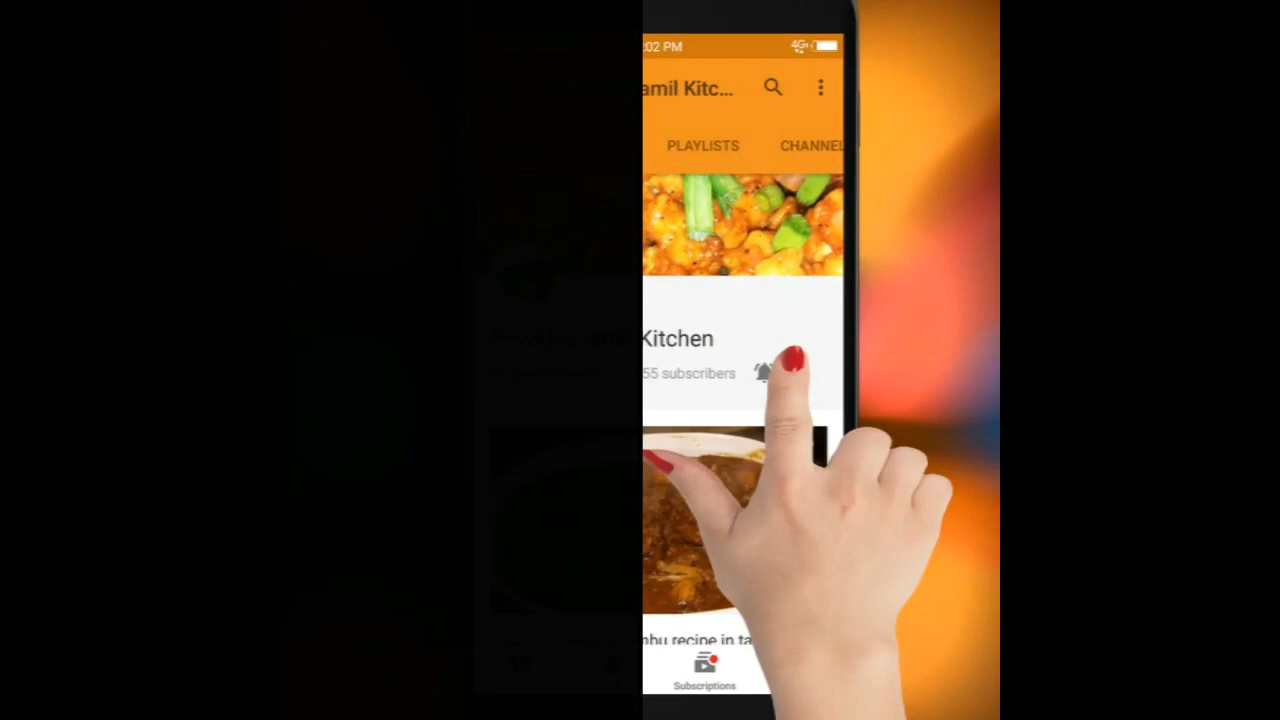 :02 PM 4G
amil Kitc...
PLAYLISTS CHANNEL
Kitchen
55 subscribers
mbu recipe in ta
Subscriptions